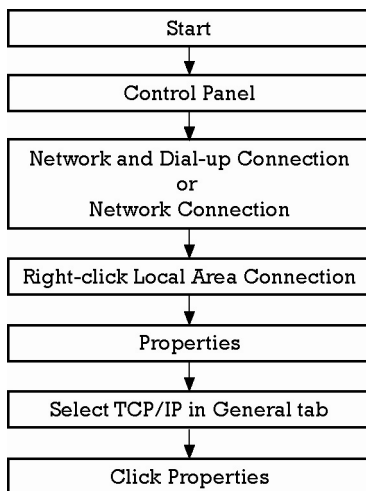 Start
Control Panel
Network and Dial-up Connection
or
Network Connection
Right-click Local Area Connection
Properties
Select TCP/IP in General tab
Click Properties